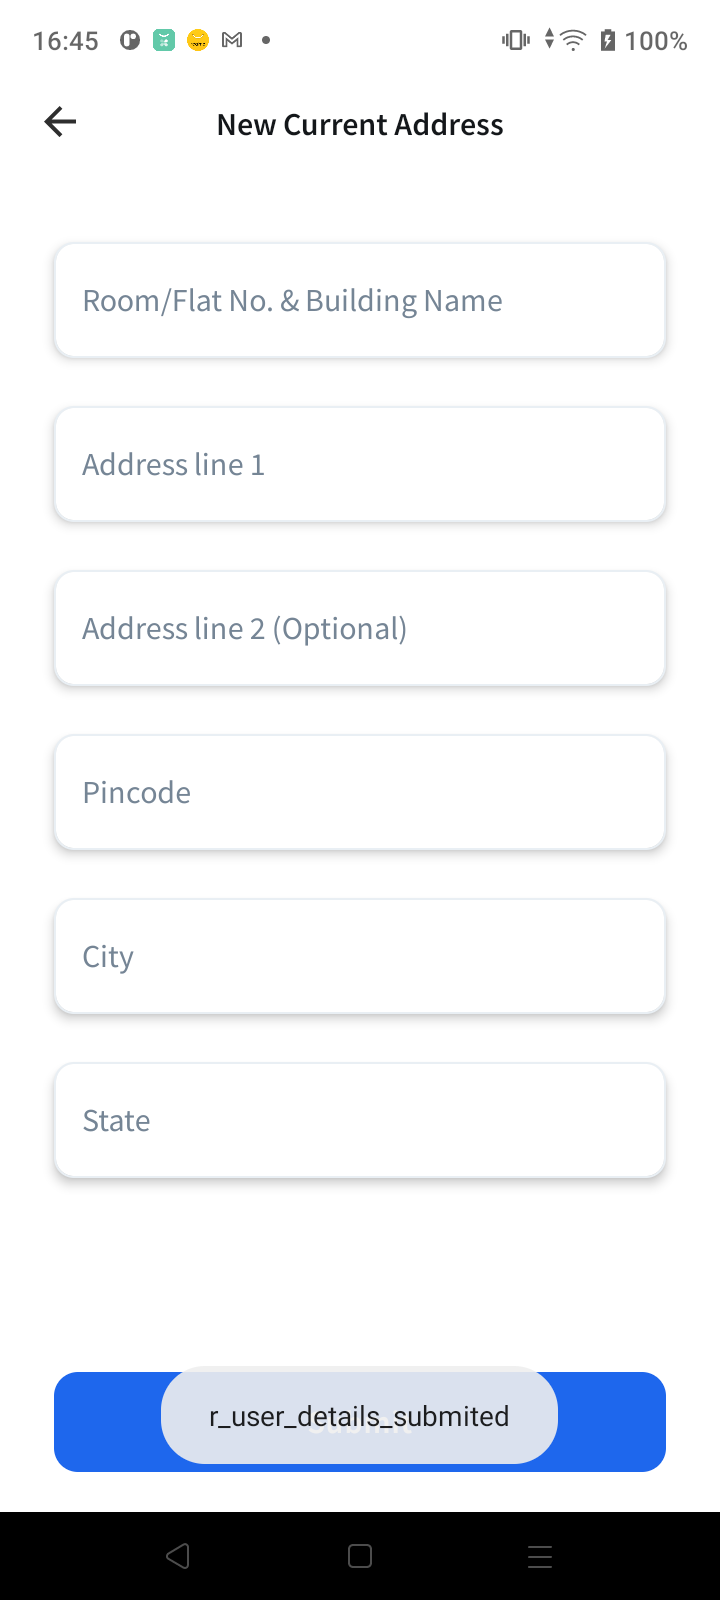 16:45
100%
New Current Address
Room/Flat No. & Building Name
Address line 1
Address line 2 (Optional)
Pincode
City
State
Submit
r_user_details_submited